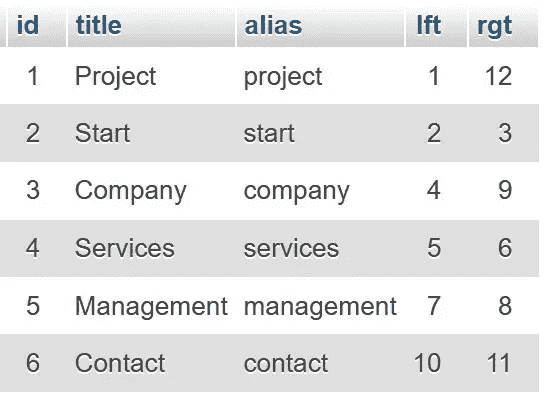 id title alias lft rgt
1 Project project 1 12
2 Start start 2 3
3 Company company 4 9
4 Services services 5 6
5 Management management 7 8
6 Contact contact 10 11